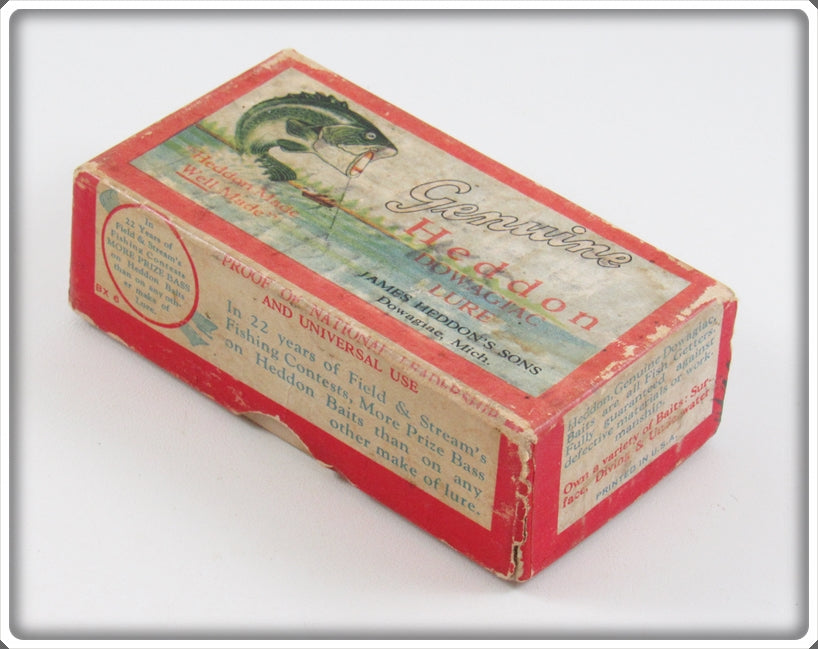 "Heddon Made
Well Made"
Genuine
Heddon
DOWAGIAC
LURE
JAMES HEDDON'S SONS
Dowagiac, Mich.
In
22 Years of
Field & Stream's
Fishing Contests
MORE PRIZE BASS
on Heddon Baits
than on any oth-
er make of
Lure.
BX 6
PROOF OF NATIONAL LEADERSHIP
AND UNIVERSAL USE
In 22 years of Field & Stream's
Fishing Contests, More Prize Bass
on Heddon Baits than on any
other make of lure.
Heddon Genuine Dowagiac
Baits are all Fish Getters.
Fully guaranteed against
defective materials or work-
manship.
Own a variety of Baits: Sur-
face, Diving & Underwater
PRINTED IN U.S.A.